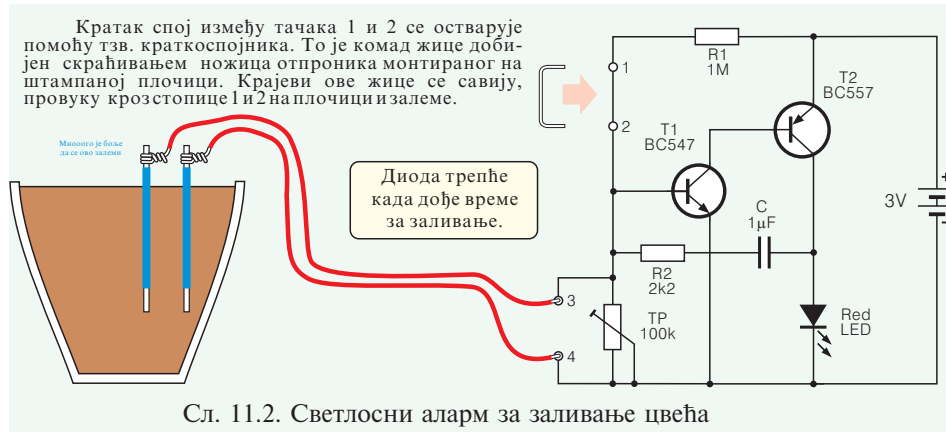 Кратак спој између тачака 1 и 2 се остварује
помоћу тзв. краткоспојника. То је комад жице доби-
јен скраћивањем ножица отпроника монтираног на
штампаној плочици. Крајеви ове жице се савију,
провуку кроз стопице 1 и 2 на плочици и залеме.
Мнооого је боље
да се ово залеми
Диода трепће
када дође време
за заливање.
1
2
3
4
R1
1M
T2
BC557
T1
BC547
C
1µF
R2
2k2
TP
100k
Red
LED
3V
+
−
Сл. 11.2. Светлосни аларм за заливање цвећа